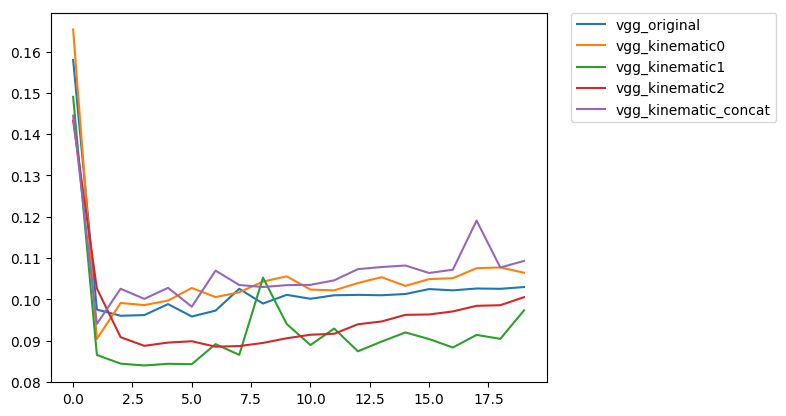 vgg_original
vgg_kinematic0
vgg_kinematic1
vgg_kinematic2
vgg_kinematic_concat
0.16
0.15
0.14
0.13
0.12
0.11
0.10
0.09
0.08
0.0 2.5 5.0 7.5 10.0 12.5 15.0 17.5